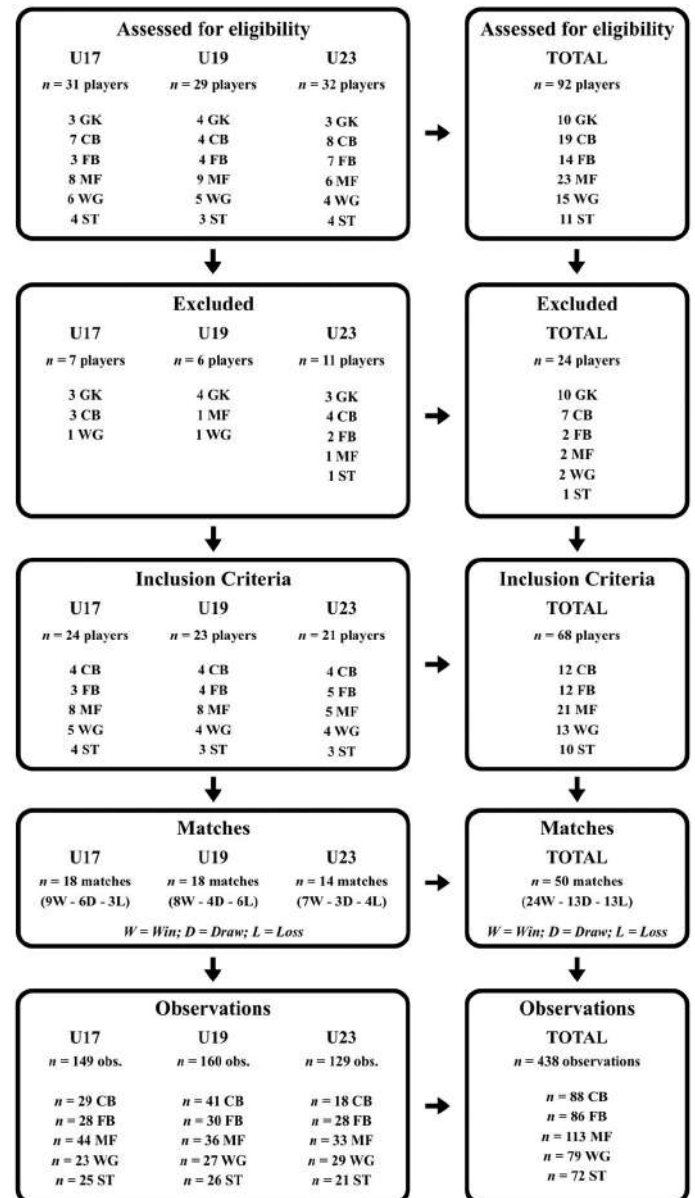 Assessed for eligibility
U17 U19 U23
n = 31 players n = 29 players n = 32 players
3 GK 4 GK 3 GK
7 CB 4 CB 8 CB
3 FB 4 FB 7 FB
8 MF 9 MF 6 MF
6 WG 5 WG 4 WG
4 ST 3 ST 4 ST
Assessed for eligibility
TOTAL
n = 92 players
10 GK
19 CB
14 FB
23 MF
15 WG
11 ST
Excluded
U17 U19 U23
n = 7 players n = 6 players n = 11 players
3 GK 4 GK 3 GK
3 CB 1 MF 4 CB
1 WG 1 WG 2 FB
1 MF
1 ST
Excluded
TOTAL
n = 24 players
10 GK
7 CB
2 FB
2 MF
2 WG
1 ST
Inclusion Criteria
U17 U19 U23
n = 24 players n = 23 players n = 21 players
4 CB 4 CB 4 CB
3 FB 4 FB 5 FB
8 MF 8 MF 5 MF
5 WG 4 WG 4 WG
4 ST 3 ST 3 ST
Inclusion Criteria
TOTAL
n = 68 players
12 CB
12 FB
21 MF
13 WG
10 ST
Matches
U17 U19 U23
n = 18 matches n = 18 matches n = 14 matches
(9W - 6D - 3L) (8W - 4D - 6L) (7W - 3D - 4L)
W = Win; D = Draw; L = Loss
Matches
TOTAL
n = 50 matches
(24W - 13D - 13L)
W = Win; D = Draw; L = Loss
Observations
U17 U19 U23
n = 149 obs. n = 160 obs. n = 129 obs.
n = 29 CB n = 41 CB n = 18 CB
n = 28 FB n = 30 FB n = 28 FB
n = 44 MF n = 36 MF n = 33 MF
n = 23 WG n = 27 WG n = 29 WG
n = 25 ST n = 26 ST n = 21 ST
Observations
TOTAL
n = 438 observations
n = 88 CB
n = 86 FB
n = 113 MF
n = 79 WG
n = 72 ST